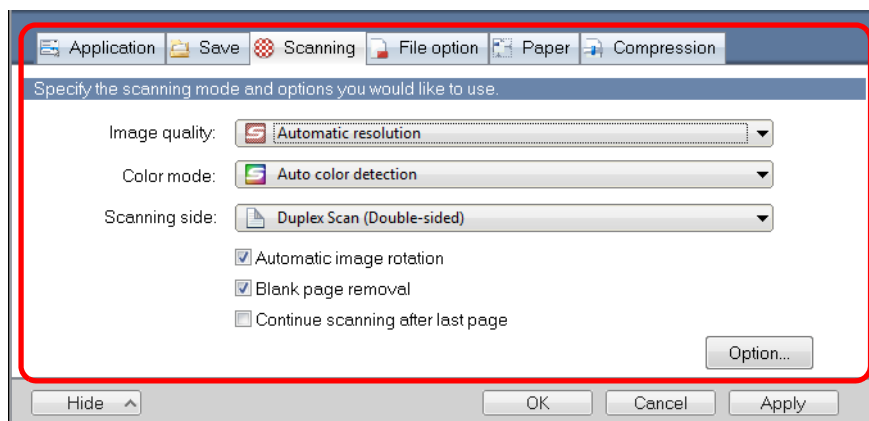 Application Save Scanning File option Paper Compression
Specify the scanning mode and options you would like to use.
Image quality: Automatic resolution
Color mode: Auto color detection
Scanning side: Duplex Scan (Double-sided)
Automatic image rotation
Blank page removal
Continue scanning after last page
Option...
Hide OK Cancel Apply